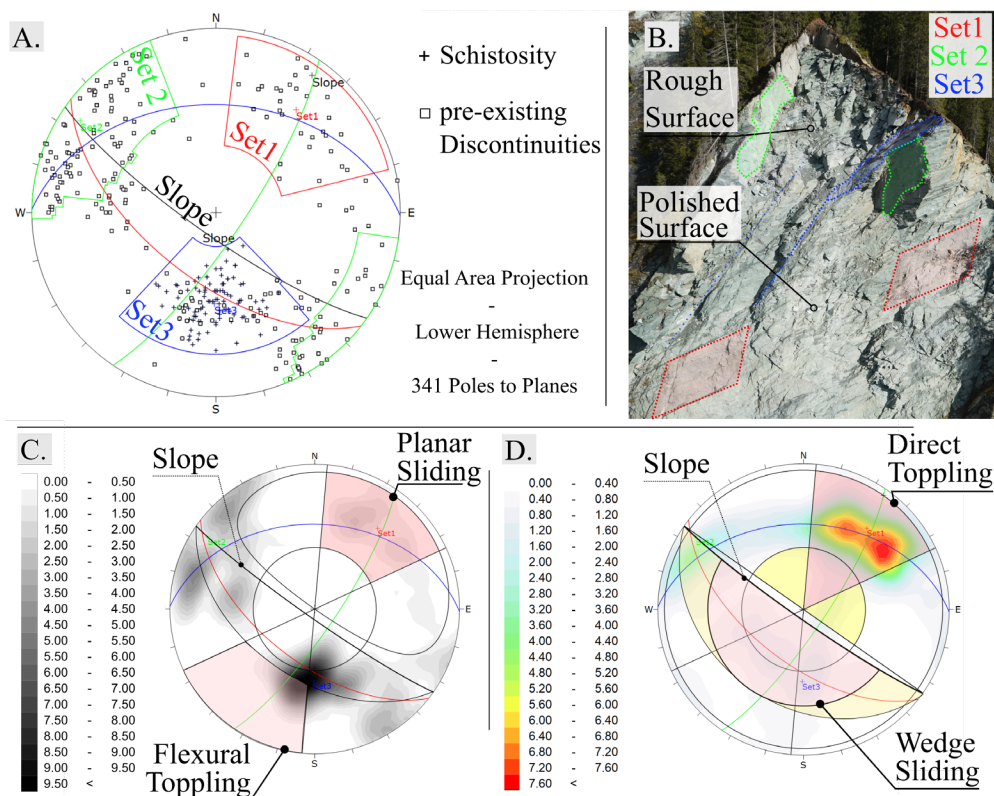 A.
N
Set 2
Slope
Set1
Set1
Set2
Slope
W
E
Slope
Set3
Set3
S
+ Schistosity
pre-existing
Discontinuities
Equal Area Projection
-
Lower Hemisphere
-
341 Poles to Planes
B.
Set1
Set 2
Set3
Rough
Surface
Polished
Surface
C.
Slope
Planar
Sliding
N
0.00 - 0.50
0.50 - 1.00
1.00 - 1.50
1.50 - 2.00
2.00 - 2.50
2.50 - 3.00
3.00 - 3.50
3.50 - 4.00
4.00 - 4.50
4.50 - 5.00
5.00 - 5.50
5.50 - 6.00
6.00 - 6.50
6.50 - 7.00
7.00 - 7.50
7.50 - 8.00
8.00 - 8.50
8.50 - 9.00
9.00 - 9.50
9.50 <
Set1
Set2
E
Set3
S
Flexural
Toppling
D.
Slope
Direct
Toppling
N
0.00 - 0.40
0.40 - 0.80
0.80 - 1.20
1.20 - 1.60
1.60 - 2.00
2.00 - 2.40
2.40 - 2.80
2.80 - 3.20
3.20 - 3.60
3.60 - 4.00
4.00 - 4.40
4.40 - 4.80
4.80 - 5.20
5.20 - 5.60
5.60 - 6.00
6.00 - 6.40
6.40 - 6.80
6.80 - 7.20
7.20 - 7.60
7.60 <
Set1
W
E
Set3
S
Wedge
Sliding